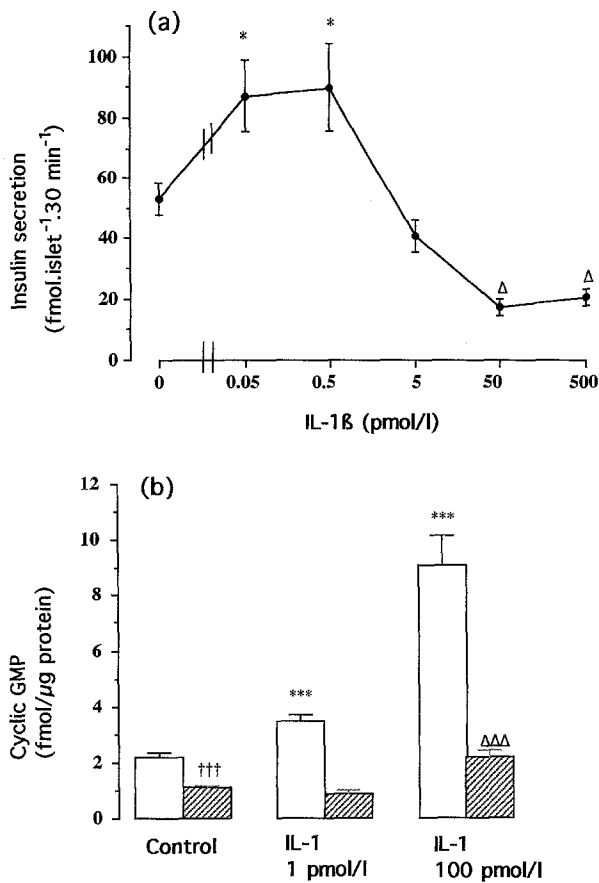 (a)
Insulin secretion
(fmol.islet⁻¹.30 min⁻¹)
100
80
60
40
20
0
* *
Δ Δ
0 0.05 0.5 5 50 500
IL-1ß (pmol/l)
(b)
Cyclic GMP
(fmol/µg protein)
12
10
8
6
4
2
0
†††
***
***
ΔΔΔ
Control
IL-1
1 pmol/l
IL-1
100 pmol/l